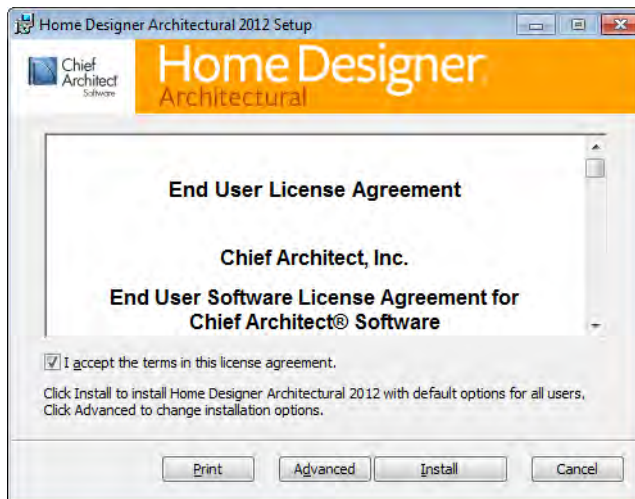 Home Designer Architectural 2012 Setup
Chief
Architect
Software
Home Designer
Architectural
End User License Agreement
Chief Architect, Inc.
End User Software License Agreement for
Chief Architect® Software
I accept the terms in this license agreement.
Click Install to install Home Designer Architectural 2012 with default options for all users.
Click Advanced to change installation options.
Print
Advanced
Install
Cancel